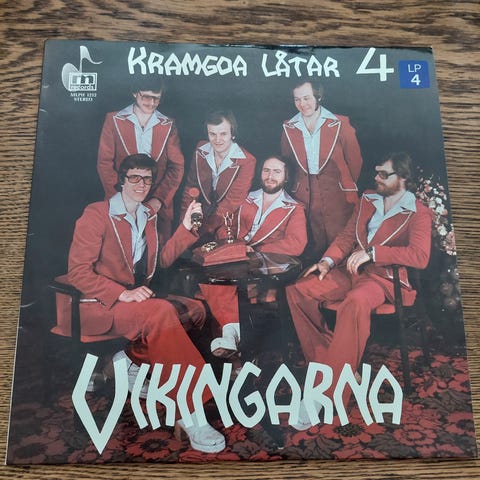 m
records
MLPH 1212
STEREO
KRAMGOA LÅTAR 4
LP
4
VIKINGARNA